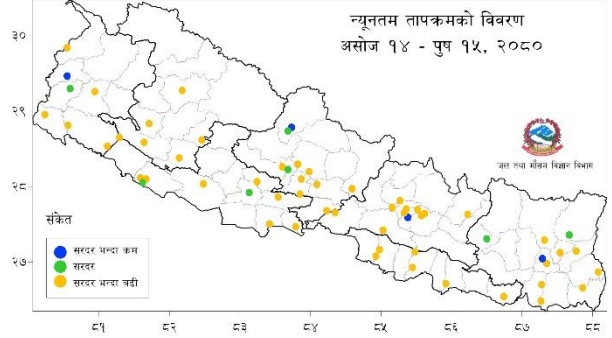 न्यूनतम तापक्रमको विवरण
असोज १४ - पुष १५, २०८०
जल तथा मौसम विज्ञान विभाग
संकेत
सरदर भन्दा कम
सरदर
सरदर भन्दा बढी
३०
२९
२८
२७
८१ ८२ ८३ ८४ ८५ ८६ ८७ ८८